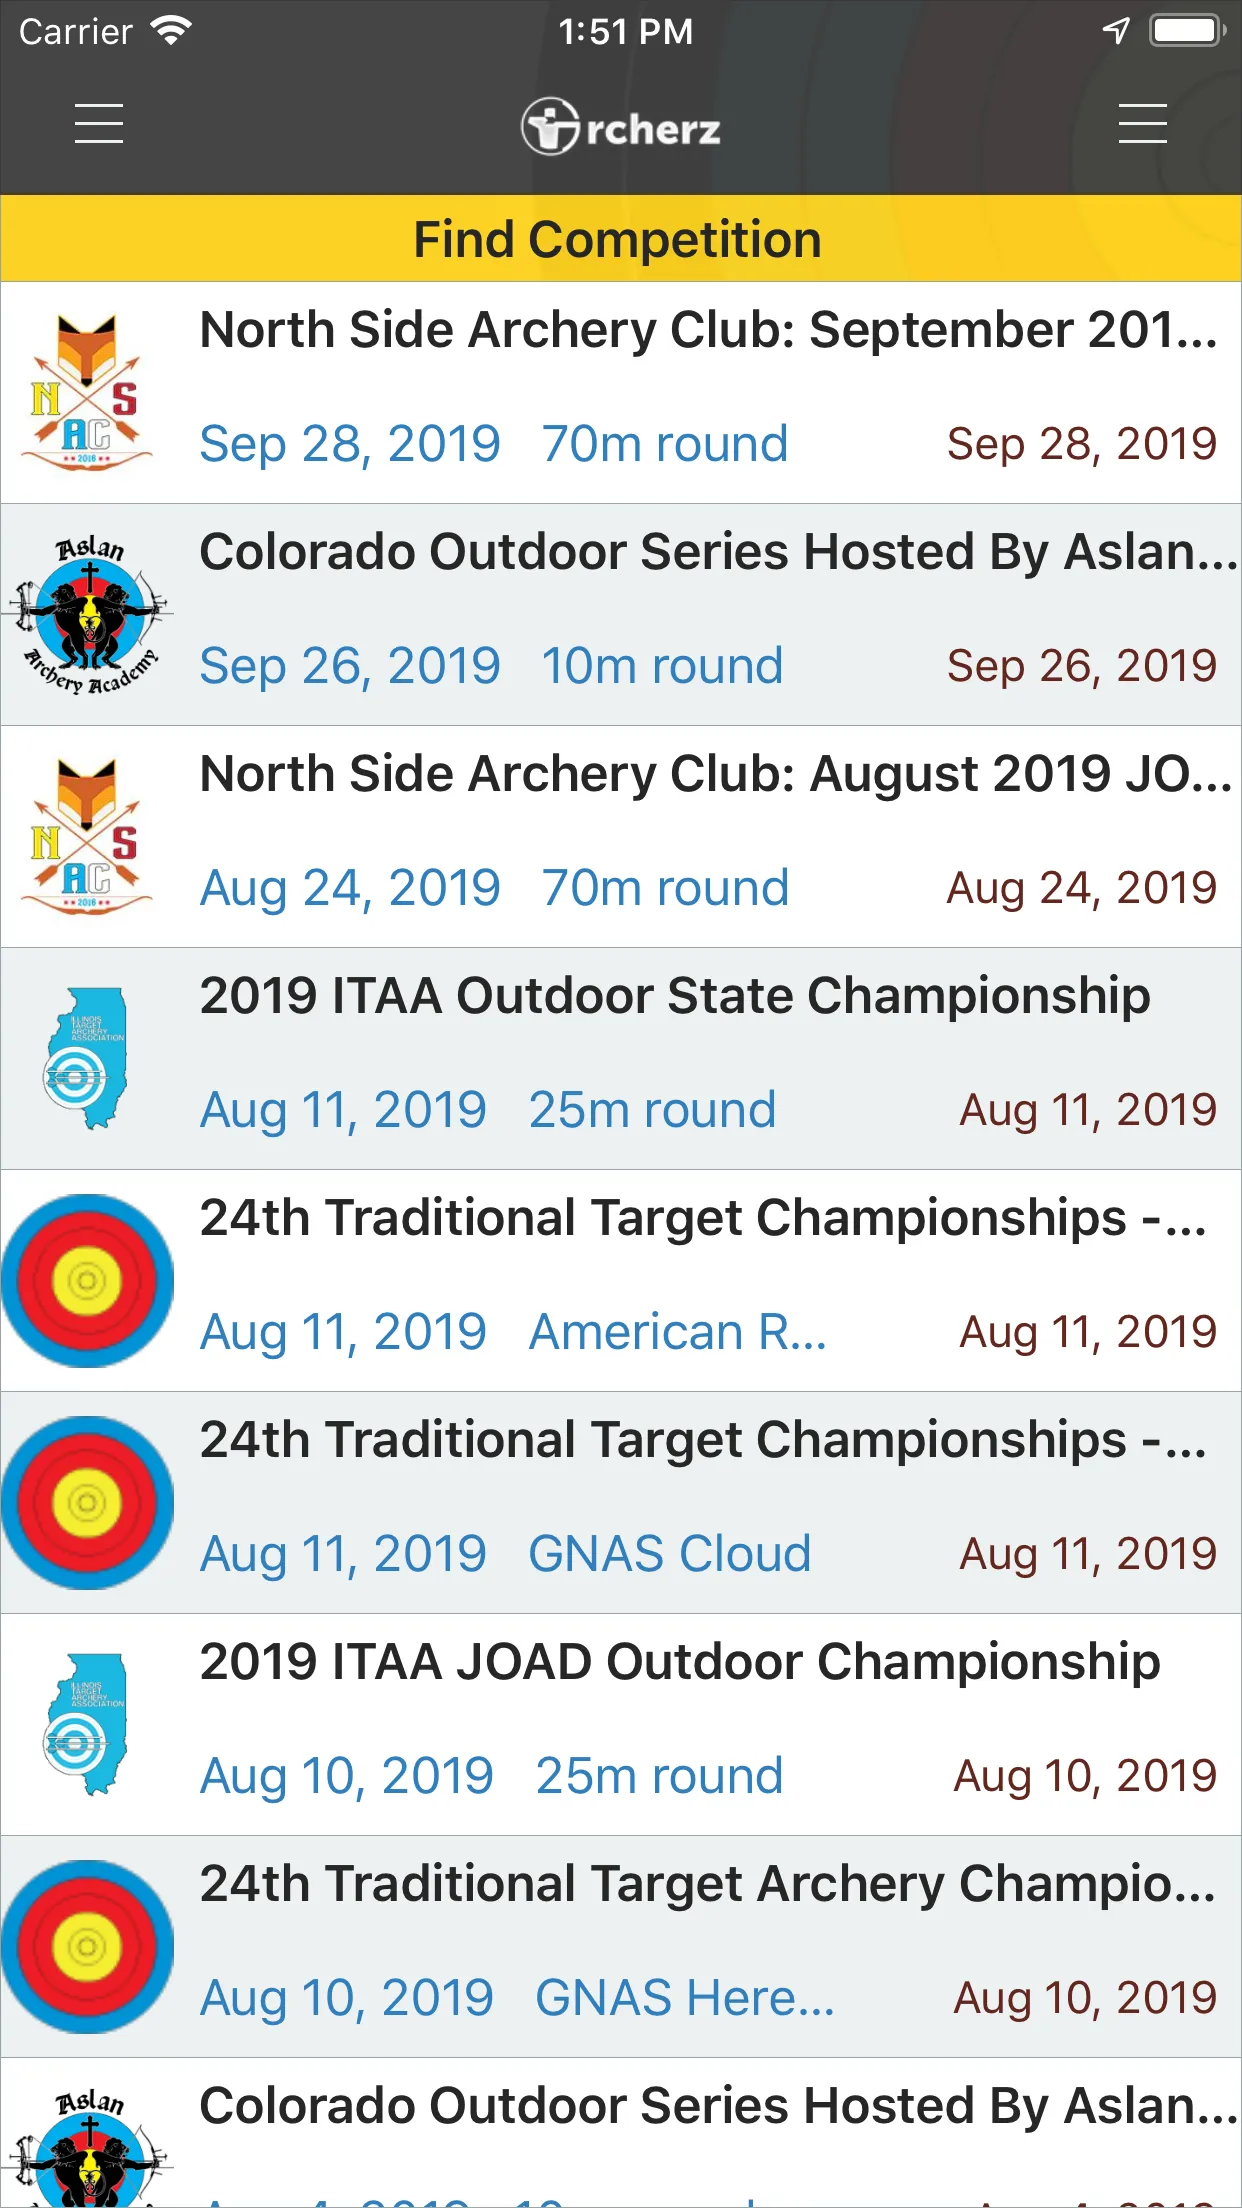 Carrier 1:51 PM
rcherz
Find Competition
North Side Archery Club: September 201...
N S
AC
2016
Sep 28, 2019 70m round Sep 28, 2019
Aslan
Archery Academy
Colorado Outdoor Series Hosted By Aslan...
Sep 26, 2019 10m round Sep 26, 2019
North Side Archery Club: August 2019 JO...
N S
AC
2016
Aug 24, 2019 70m round Aug 24, 2019
2019 ITAA Outdoor State Championship
ILLINOIS
TARGET
ARCHERY
ASSOCIATION
Aug 11, 2019 25m round Aug 11, 2019
24th Traditional Target Championships -...
Aug 11, 2019 American R... Aug 11, 2019
24th Traditional Target Championships -...
Aug 11, 2019 GNAS Cloud Aug 11, 2019
2019 ITAA JOAD Outdoor Championship
ILLINOIS
TARGET
ARCHERY
ASSOCIATION
Aug 10, 2019 25m round Aug 10, 2019
24th Traditional Target Archery Champio...
Aug 10, 2019 GNAS Here... Aug 10, 2019
Aslan
Colorado Outdoor Series Hosted By Aslan...